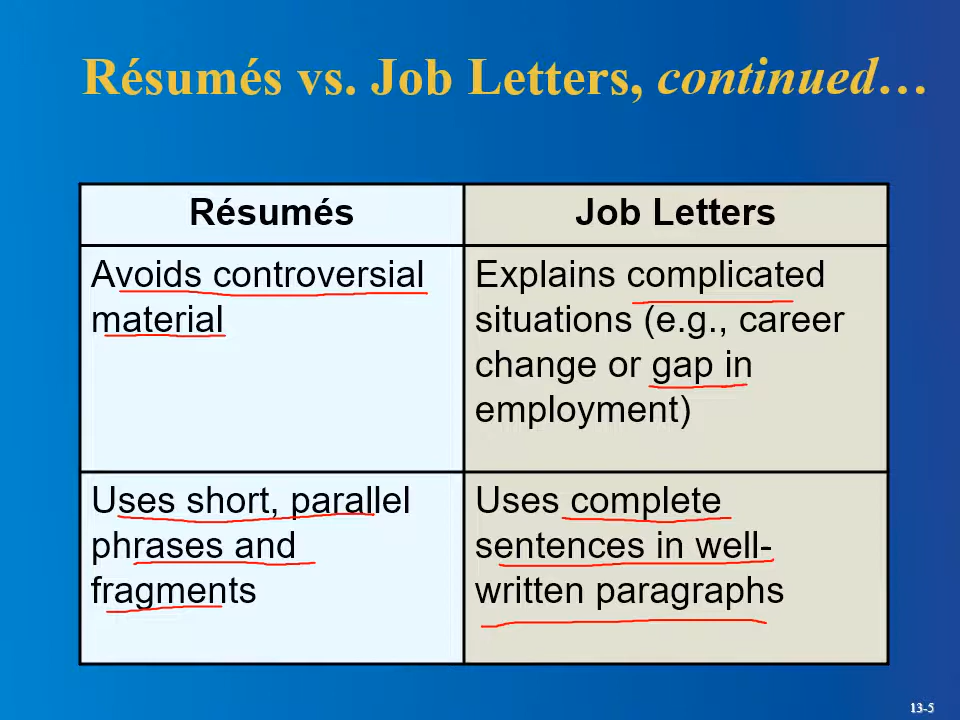 Résumés vs. Job Letters, continued…
Résumés
Job Letters
Avoids controversial
material
Explains complicated
situations (e.g., career
change or gap in
employment)
Uses short, parallel
phrases and
fragments
Uses complete
sentences in well-
written paragraphs
13-5